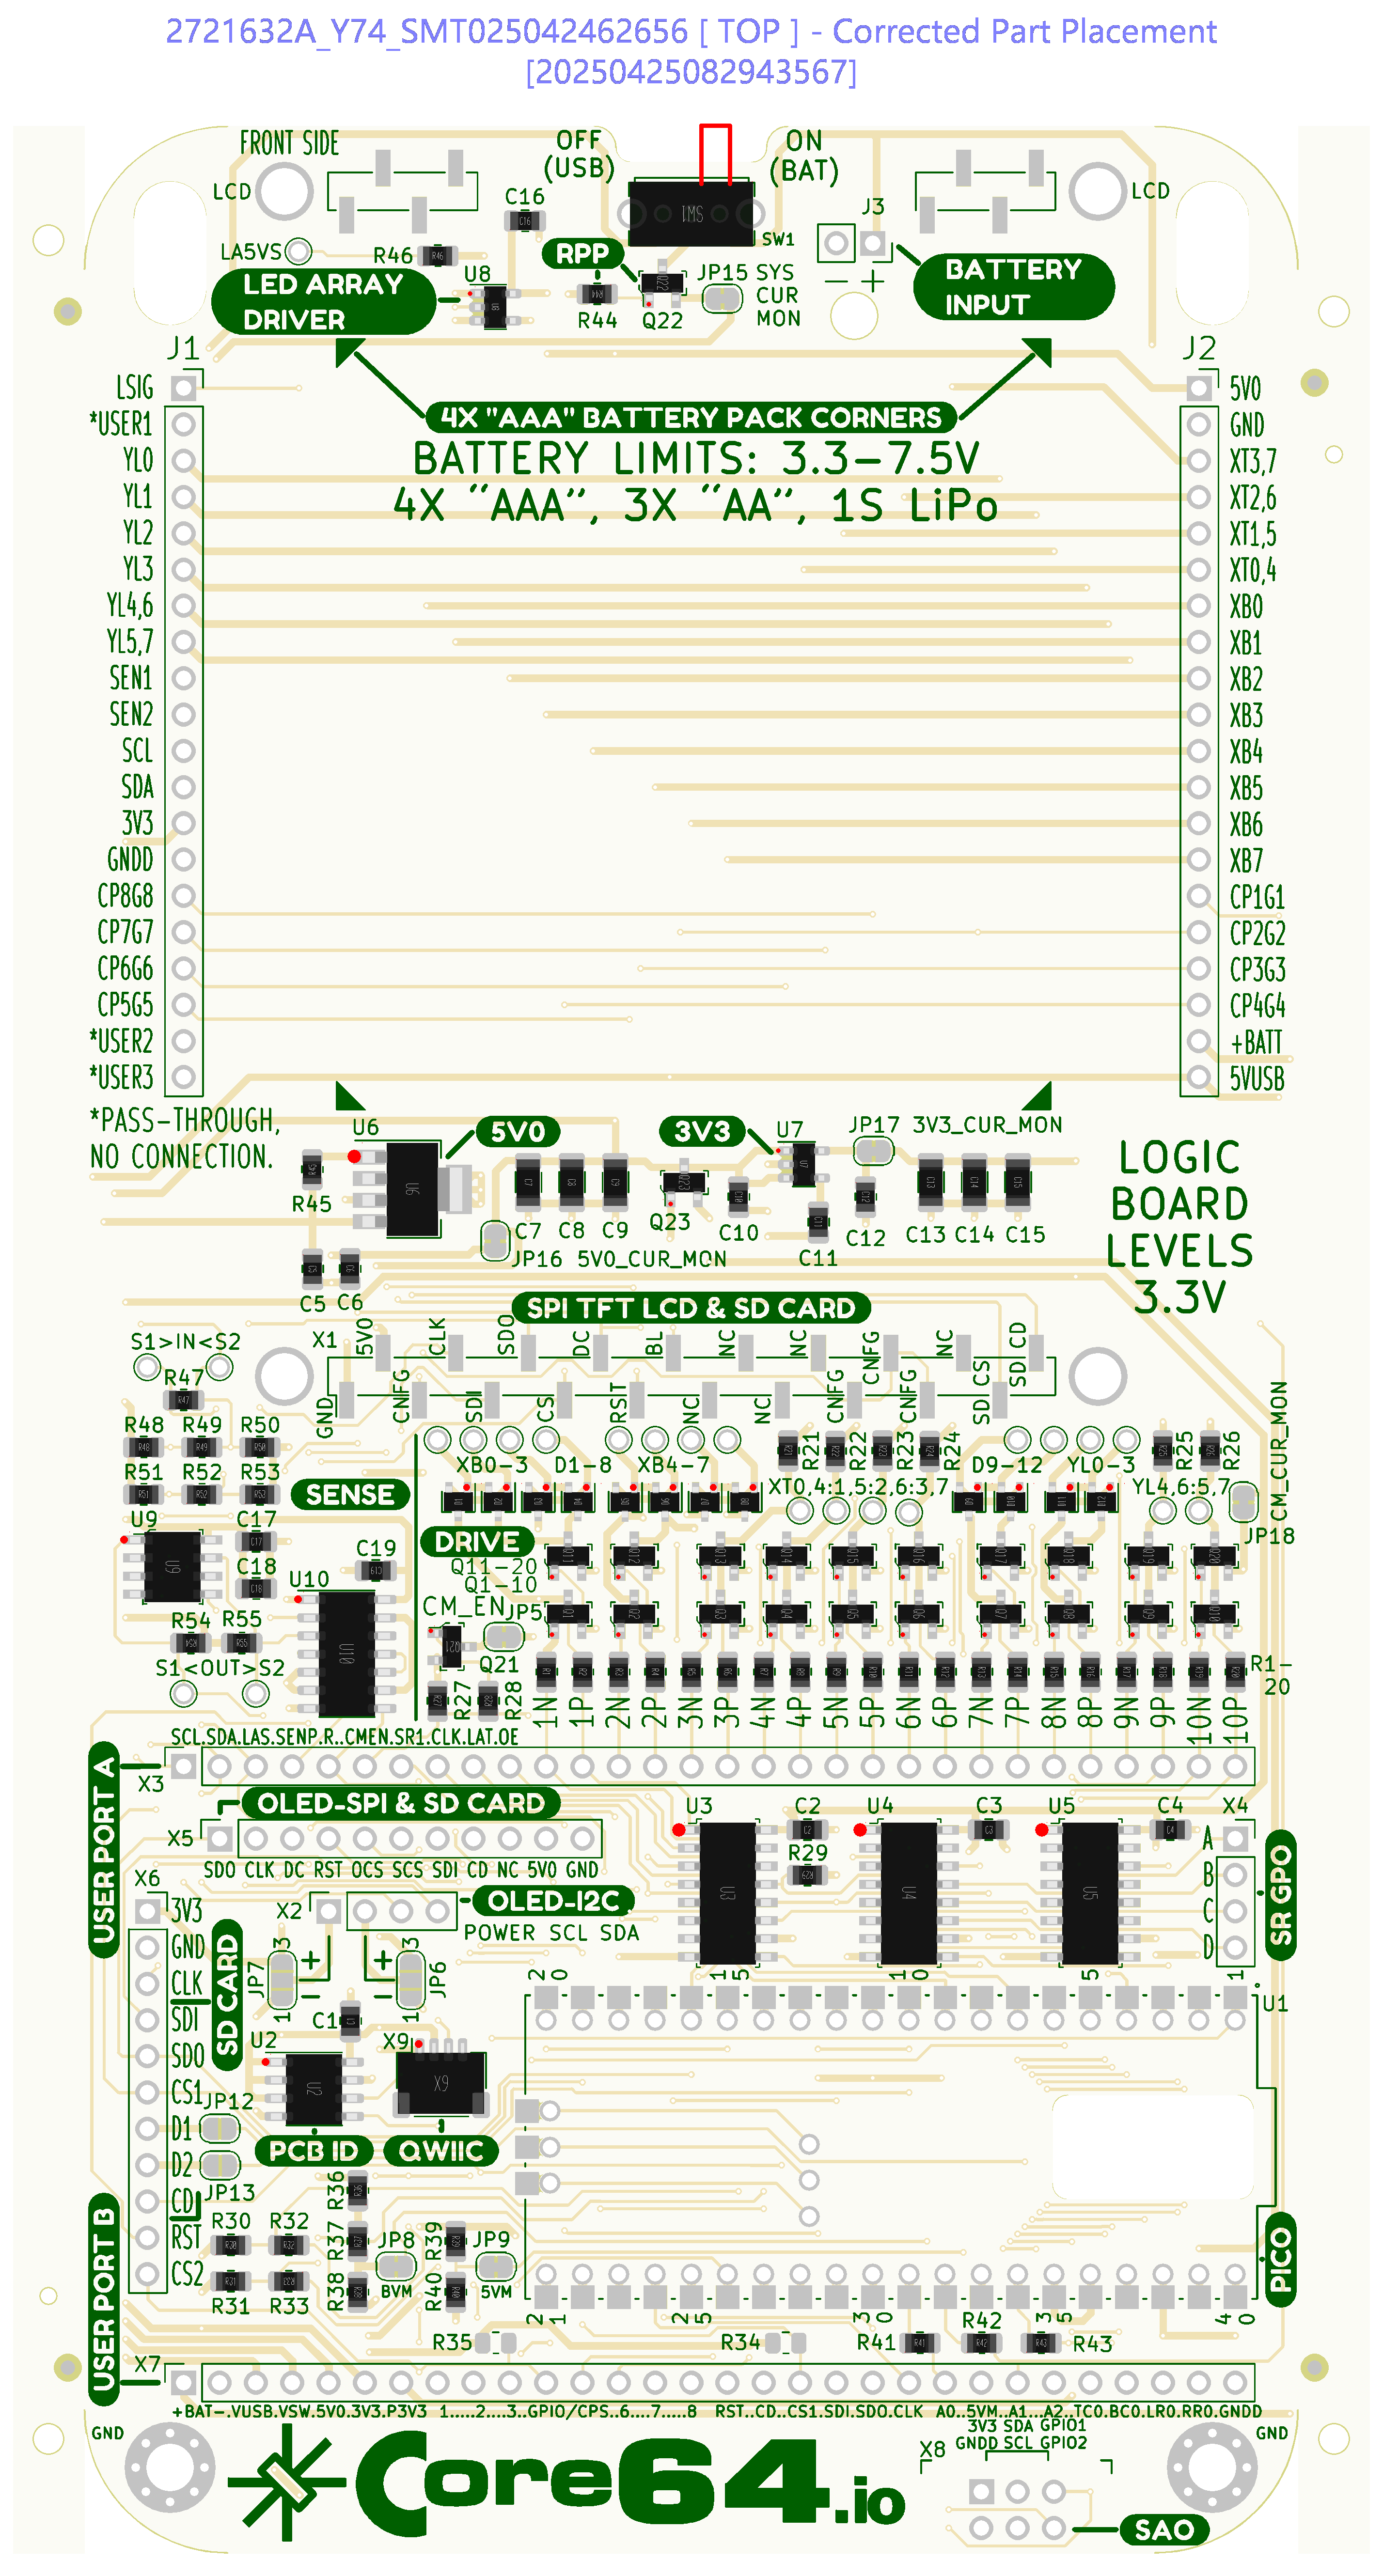 2721632A_Y74_SMT025042462656 [ TOP ] - Corrected Part Placement
[20250425082943567]
FRONT SIDE
OFF
(USB)
ON
(BAT)
LCD
C16
SW1
J3
LCD
LA5VS
R46
U8
RPP
JP15 SYS
CUR
MON
− +
LED ARRAY
DRIVER
R44
Q22
BATTERY
INPUT
J1
J2
4X "AAA" BATTERY PACK CORNERS
BATTERY LIMITS: 3.3-7.5V
4X "AAA", 3X "AA", 1S LiPo
LSIG
*USER1
YL0
YL1
YL2
YL3
YL4,6
YL5,7
SEN1
SEN2
SCL
SDA
3V3
GNDD
CP8G8
CP7G7
CP6G6
CP5G5
*USER2
*USER3
5V0
GND
XT3,7
XT2,6
XT1,5
XT0,4
XB0
XB1
XB2
XB3
XB4
XB5
XB6
XB7
CP1G1
CP2G2
CP3G3
CP4G4
+BATT
5VUSB
*PASS-THROUGH,
NO CONNECTION.
U6
5V0
3V3
U7
JP17 3V3_CUR_MON
R45
C7 C8 C9
Q23
C10
C11
C12
C13 C14 C15
JP16 5V0_CUR_MON
C5 C6
LOGIC
BOARD
LEVELS
3.3V
SPI TFT LCD & SD CARD
S1>IN<S2
X1
5V0 CLK SDO DC BL NC NC CNFG NC SD CD
GND CNFG SDI CS RSIT NC NC CNFG CNFG SD CS
R47
R48 R49 R50
R51 R52 R53
SENSE
XB0-3 D1-8 XB4-7
R21 R22 R23 R24
D9-12 YL0-3
R25 R26
XT0,4:1,5:2,6:3,7
YL4,6:5,7
CM_CUR_MON
JP18
U9
C17
C18
C19
U10
DRIVE
Q11-20
Q1-10
CM_EN
JP5
Q21
R54 R55
S1<OUT>S2
R27 R28
R1-
20
1N 1P 2N 2P 3N 3P 4N 4P 5N 5P 6N 6P 7N 7P 8N 8P 9N 9P 10N 10P
SCL.SDA.LAS.SENP.R..CMEN.SR1.CLK.LAT.OE
USER PORT A
X3
OLED-SPI & SD CARD
U3
C2
U4
C3
U5
C4
X4
X5
SDO CLK DC RST OCS SCS SDI CD NC 5V0 GND
R29
A
B
C
D
SR GPO
X6
X2
OLED-I2C
POWER SCL SDA
3V3
GND
CLK
SDI
SDO
CS1
D1
D2
CD
RST
CS2
SD CARD
JP7
3
1
+
−
+
−
3
1
JP6
C1
20
15
10
5
1
U1
U2
X9
JP12
PCB ID
QWIIC
JP13
R36
R30 R32
R37
JP8
R39
JP9
R31 R33
R38
BVM
R40
5VM
USER PORT B
PICO
21
25
30
35
40
R35
R34
R41
R42
R43
X7
+BAT-.VUSB.VSW.5V0.3V3.P3V3 1.....2....3..GPIO/CPS..6....7.....8 RST..CD..CS1.SDI.SDO.CLK A0..5VM..A1...A2..TC0.BC0.LR0.RR0.GNDD
GND
Core64.io
X8
3V3 SDA GPIO1
GNDD SCL GPIO2
GND
SAO